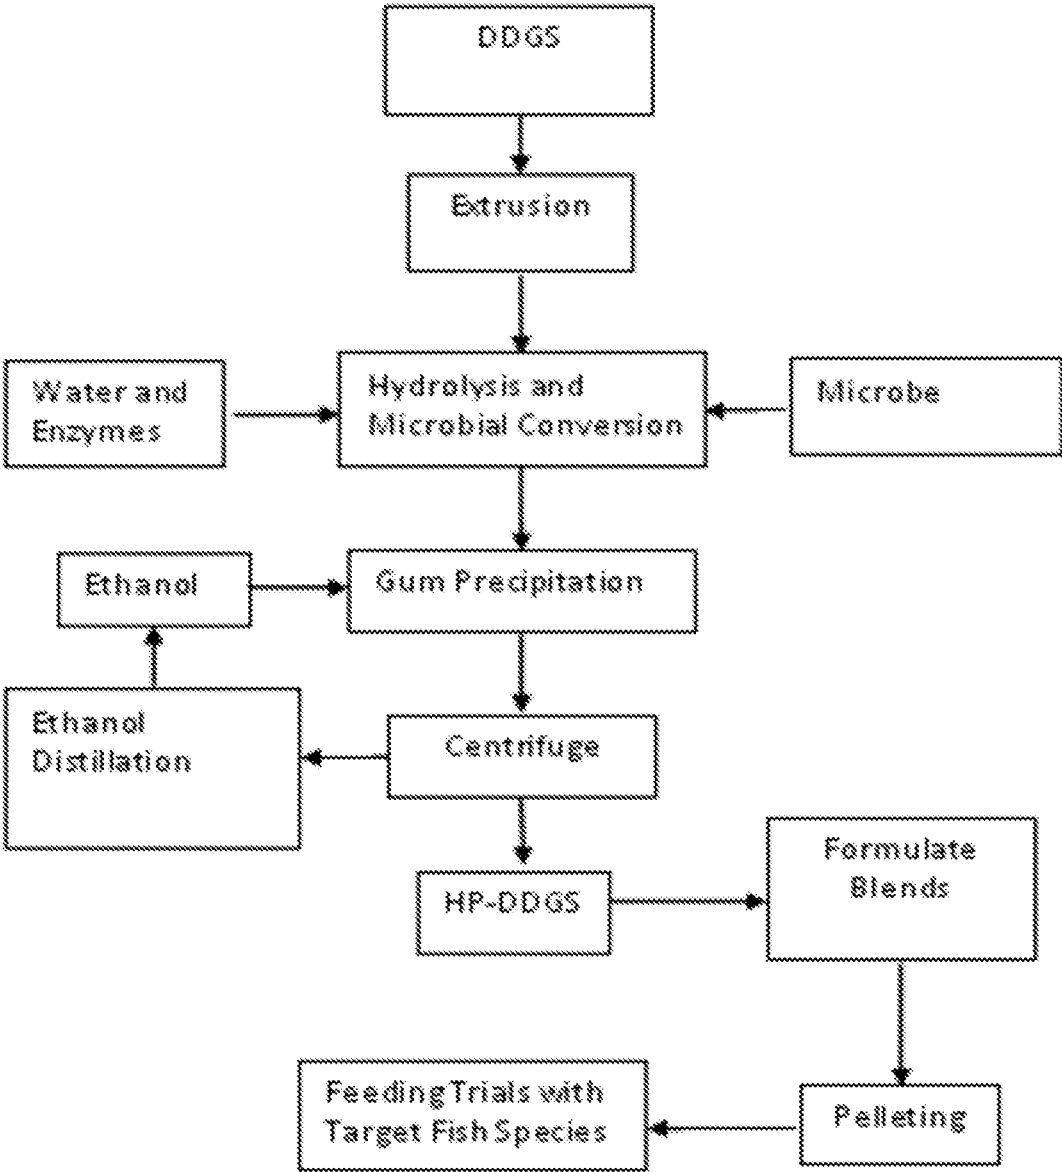 DDGS
Extrusion
Water and
Enzymes
Hydrolysis and
Microbial Conversion
Microbe
Ethanol
Gum Precipitation
Ethanol
Distillation
Centrifuge
HP-DDGS
Formulate
Blends
Feeding Trials with
Target Fish Species
Pelleting